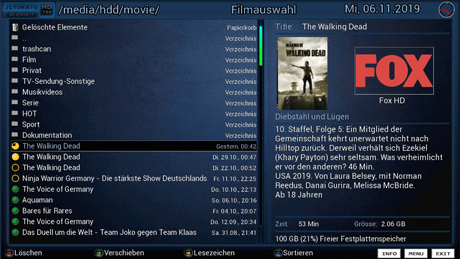 ULTIMATE
/media/hdd/movie/
Filmauswahl
Mi, 06.11 2019
Gelöschte Elemente Papierkorb
.. Verzeichnis
trashcan Verzeichnis
Film Verzeichnis
Privat Verzeichnis
TV-Sendung-Sonstige Verzeichnis
Musikvideos Verzeichnis
Serie Verzeichnis
HOT Verzeichnis
Sport Verzeichnis
Dokumentation Verzeichnis
The Walking Dead Gestern, 00:42
The Walking Dead Di. 29.10., 00:47
The Walking Dead Di. 22.10., 00:52
Ninja Warrior Germany - Die stärkste Show Deutschlands Fr. 11.10., 22:25
The Voice of Germany Do. 10.10., 22:13
Aquaman So. 06.10., 20:16
Bares für Rares Fr. 04.10., 20:07
The Voice of Germany Do. 12.09., 20:34
Das Duell um die Welt - Team Joko gegen Team Klaas Sa. 31.08., 21:41
Title: The Walking Dead
WALKING DEAD
FOX
Fox HD
Diebstahl und Lügen
10. Staffel, Folge 5: Ein Mitglied der
Gemeinschaft kehrt unerwartet nicht nach
Hilltop zurück. Derweil verhält sich Ezekiel
(Khary Payton) sehr seltsam. Was verheimlicht
er vor den anderen? 46 Min.
USA 2019. Von Laura Belsey, mit Norman
Reedus, Danai Gurira, Melissa McBride.
Ab 18 Jahren
Zeit: 53 Min Grösse: 2.06 GB
100 GB (21%) Freier Festplattenspeicher
Löschen
Verschieben
Lesezeichen
Sortieren
INFO
MENU
EXIT